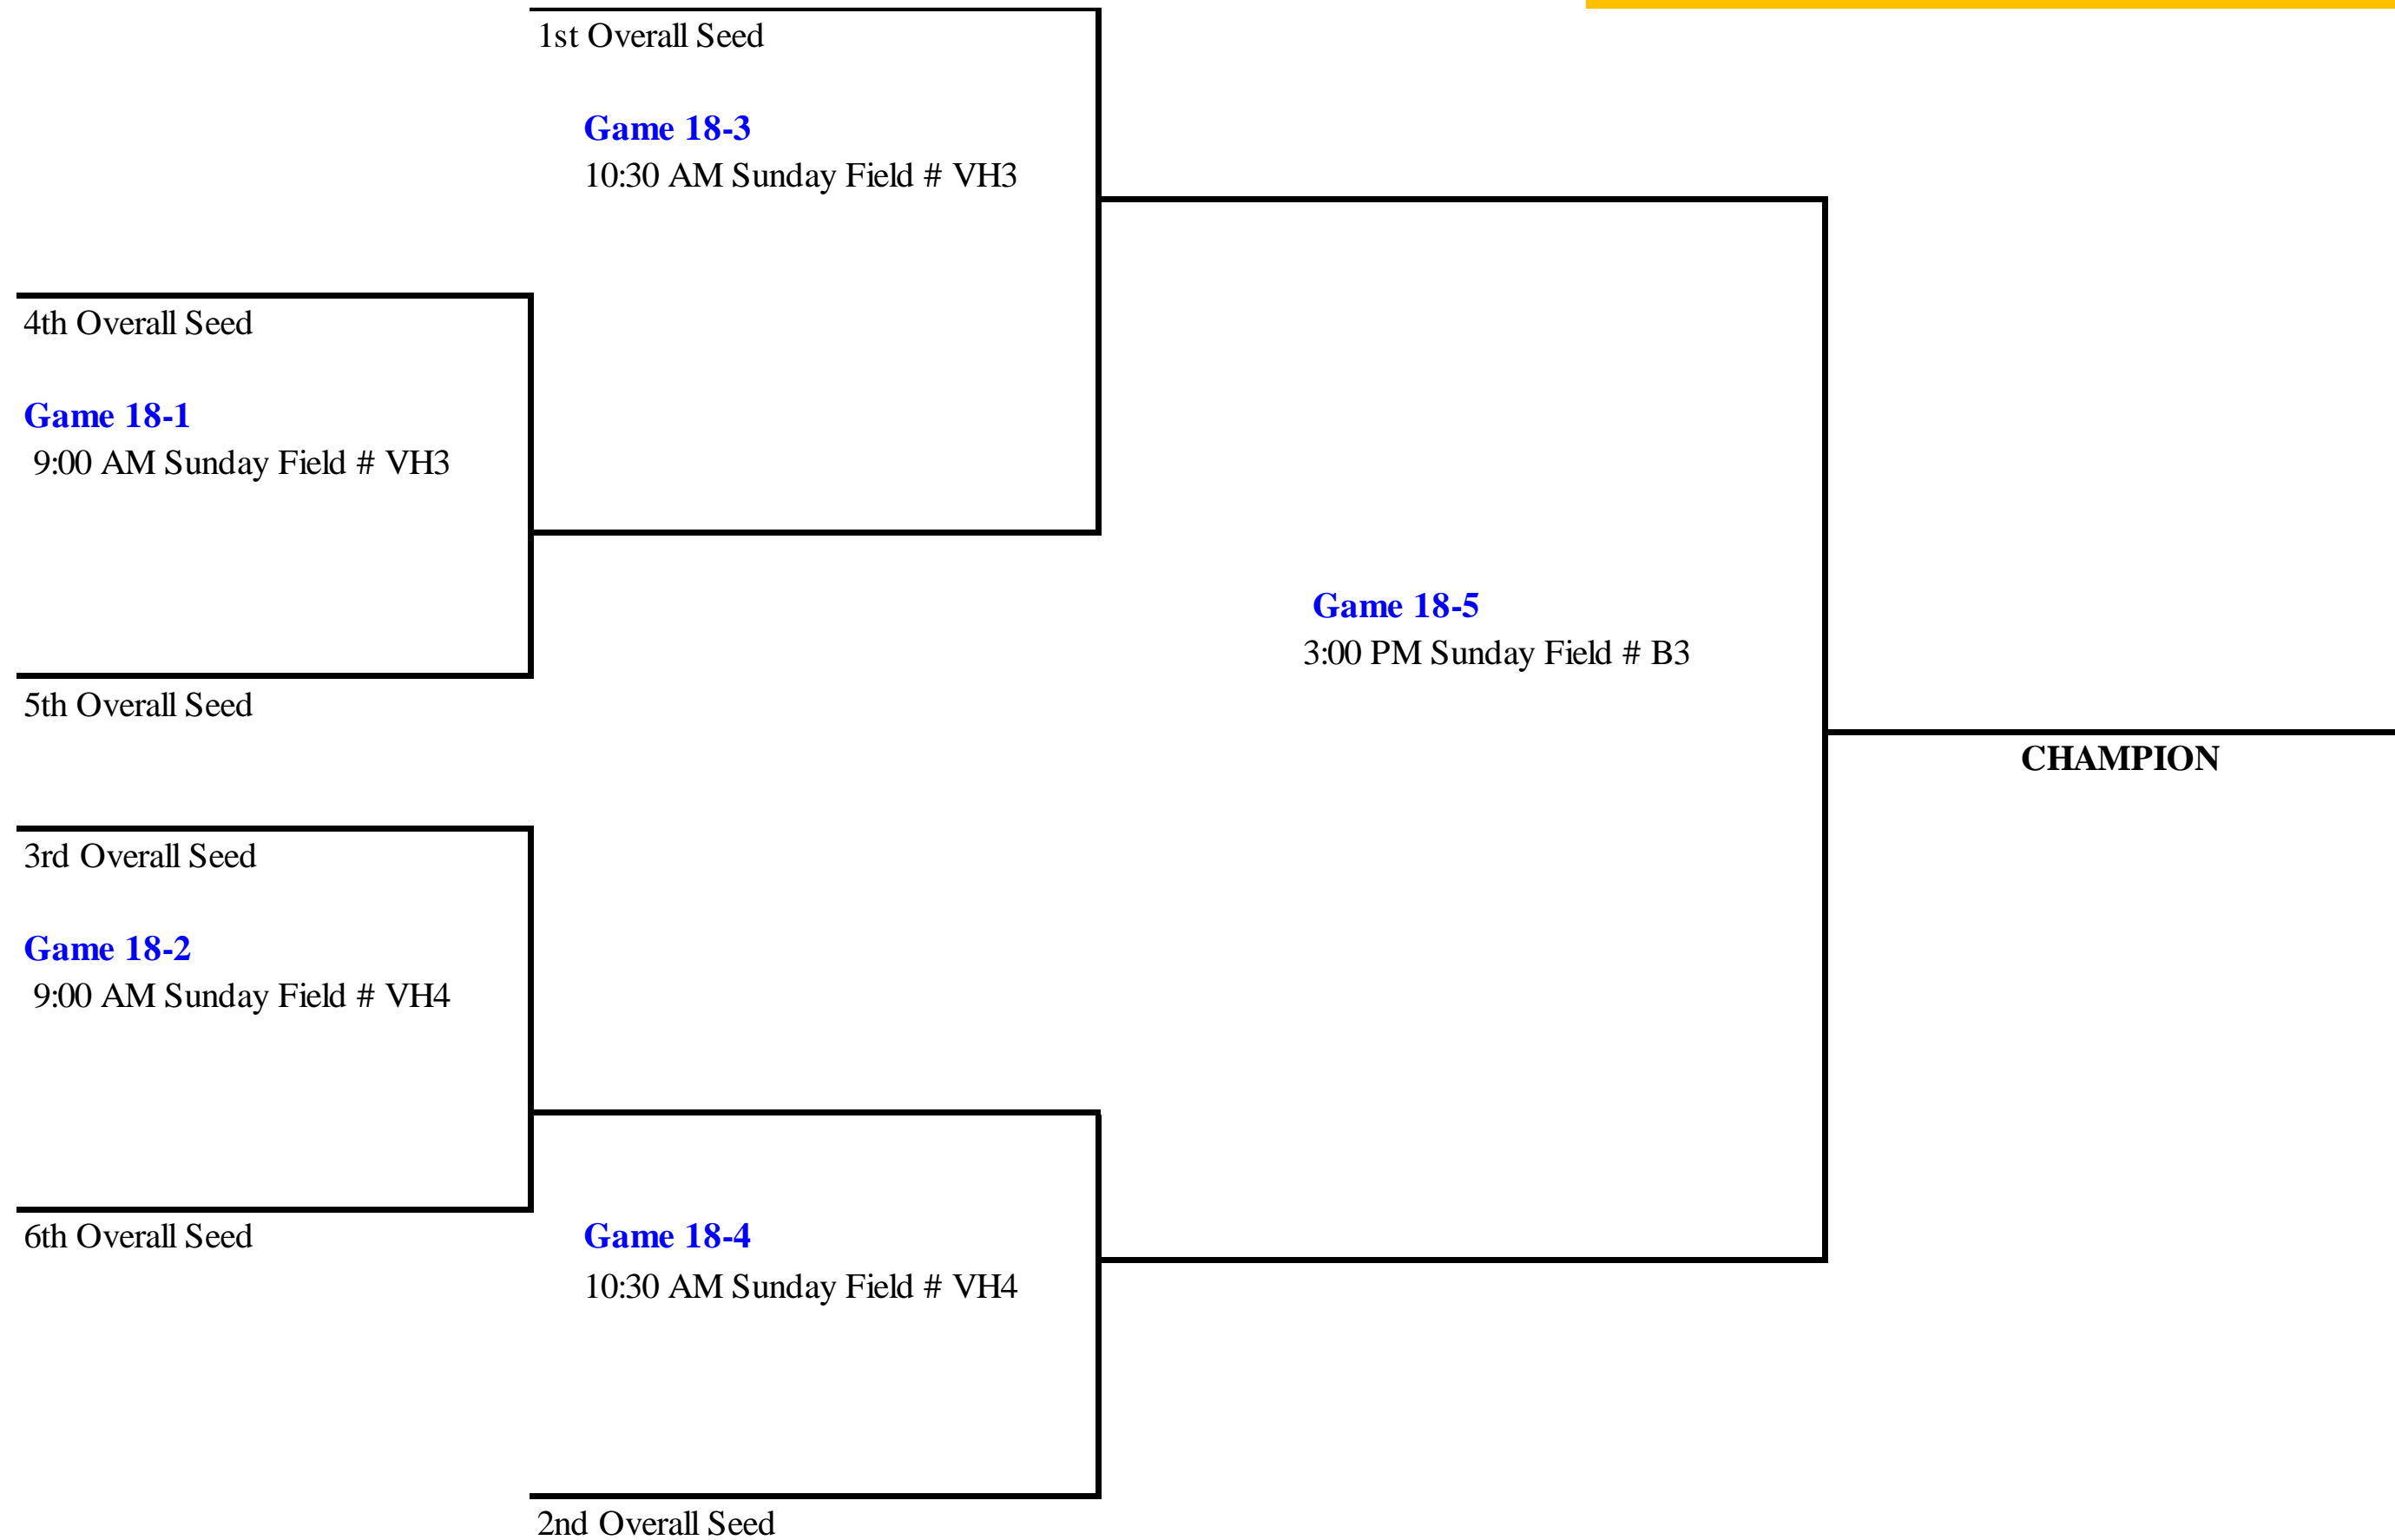 1st Overall Seed
Game 18-3
10:30 AM Sunday Field # VH3
4th Overall Seed
Game 18-1
9:00 AM Sunday Field # VH3
5th Overall Seed
Game 18-5
3:00 PM Sunday Field # B3
CHAMPION
3rd Overall Seed
Game 18-2
9:00 AM Sunday Field # VH4
6th Overall Seed
Game 18-4
10:30 AM Sunday Field # VH4
2nd Overall Seed